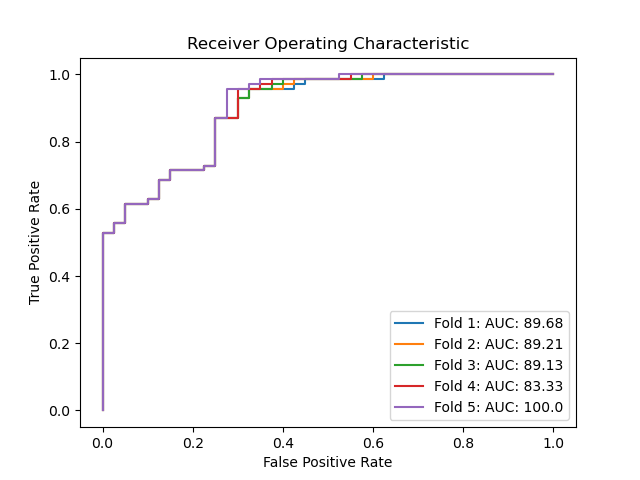 Receiver Operating Characteristic
True Positive Rate
1.0
0.8
0.6
0.4
0.2
0.0
Fold 1: AUC: 89.68
Fold 2: AUC: 89.21
Fold 3: AUC: 89.13
Fold 4: AUC: 83.33
Fold 5: AUC: 100.0
0.0 0.2 0.4 0.6 0.8 1.0
False Positive Rate